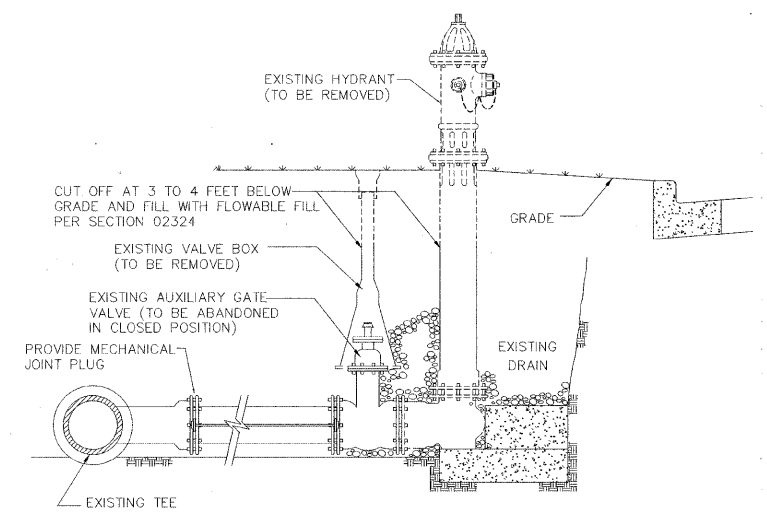 EXISTING HYDRANT
(TO BE REMOVED)
CUT OFF AT 3 TO 4 FEET BELOW
GRADE AND FILL WITH FLOWABLE FILL
PER SECTION 02324
GRADE
EXISTING VALVE BOX
(TO BE REMOVED)
EXISTING AUXILIARY GATE
VALVE (TO BE ABANDONED
IN CLOSED POSITION)
PROVIDE MECHANICAL
JOINT PLUG
EXISTING
DRAIN
EXISTING TEE